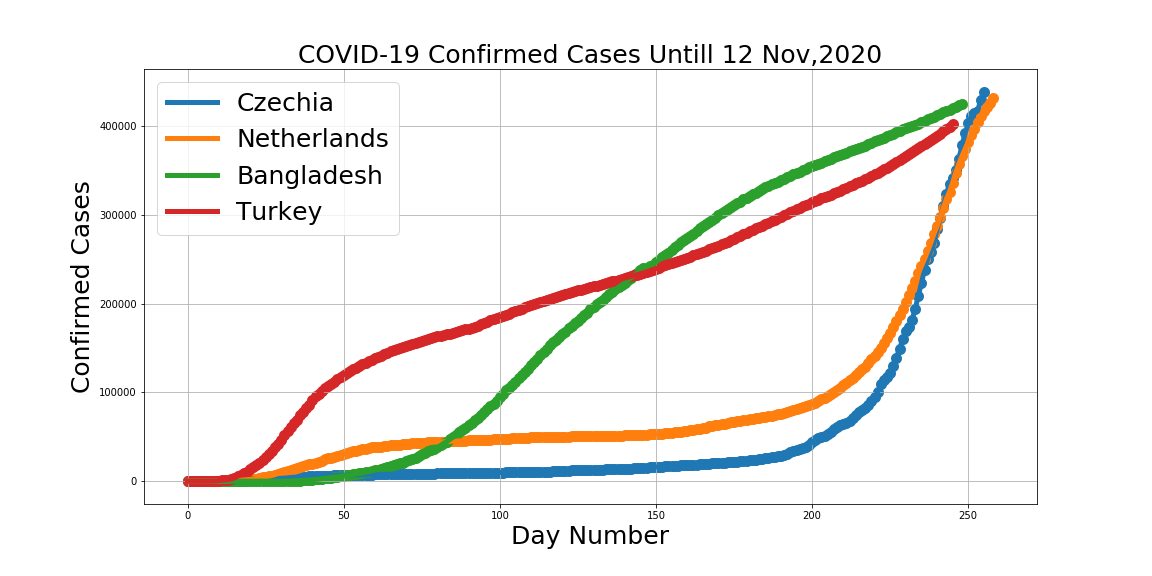 COVID-19 Confirmed Cases Untill 12 Nov,2020
Czechia
Netherlands
Bangladesh
Turkey
Confirmed Cases
400000
300000
200000
100000
0
0 50 100 150 200 250
Day Number